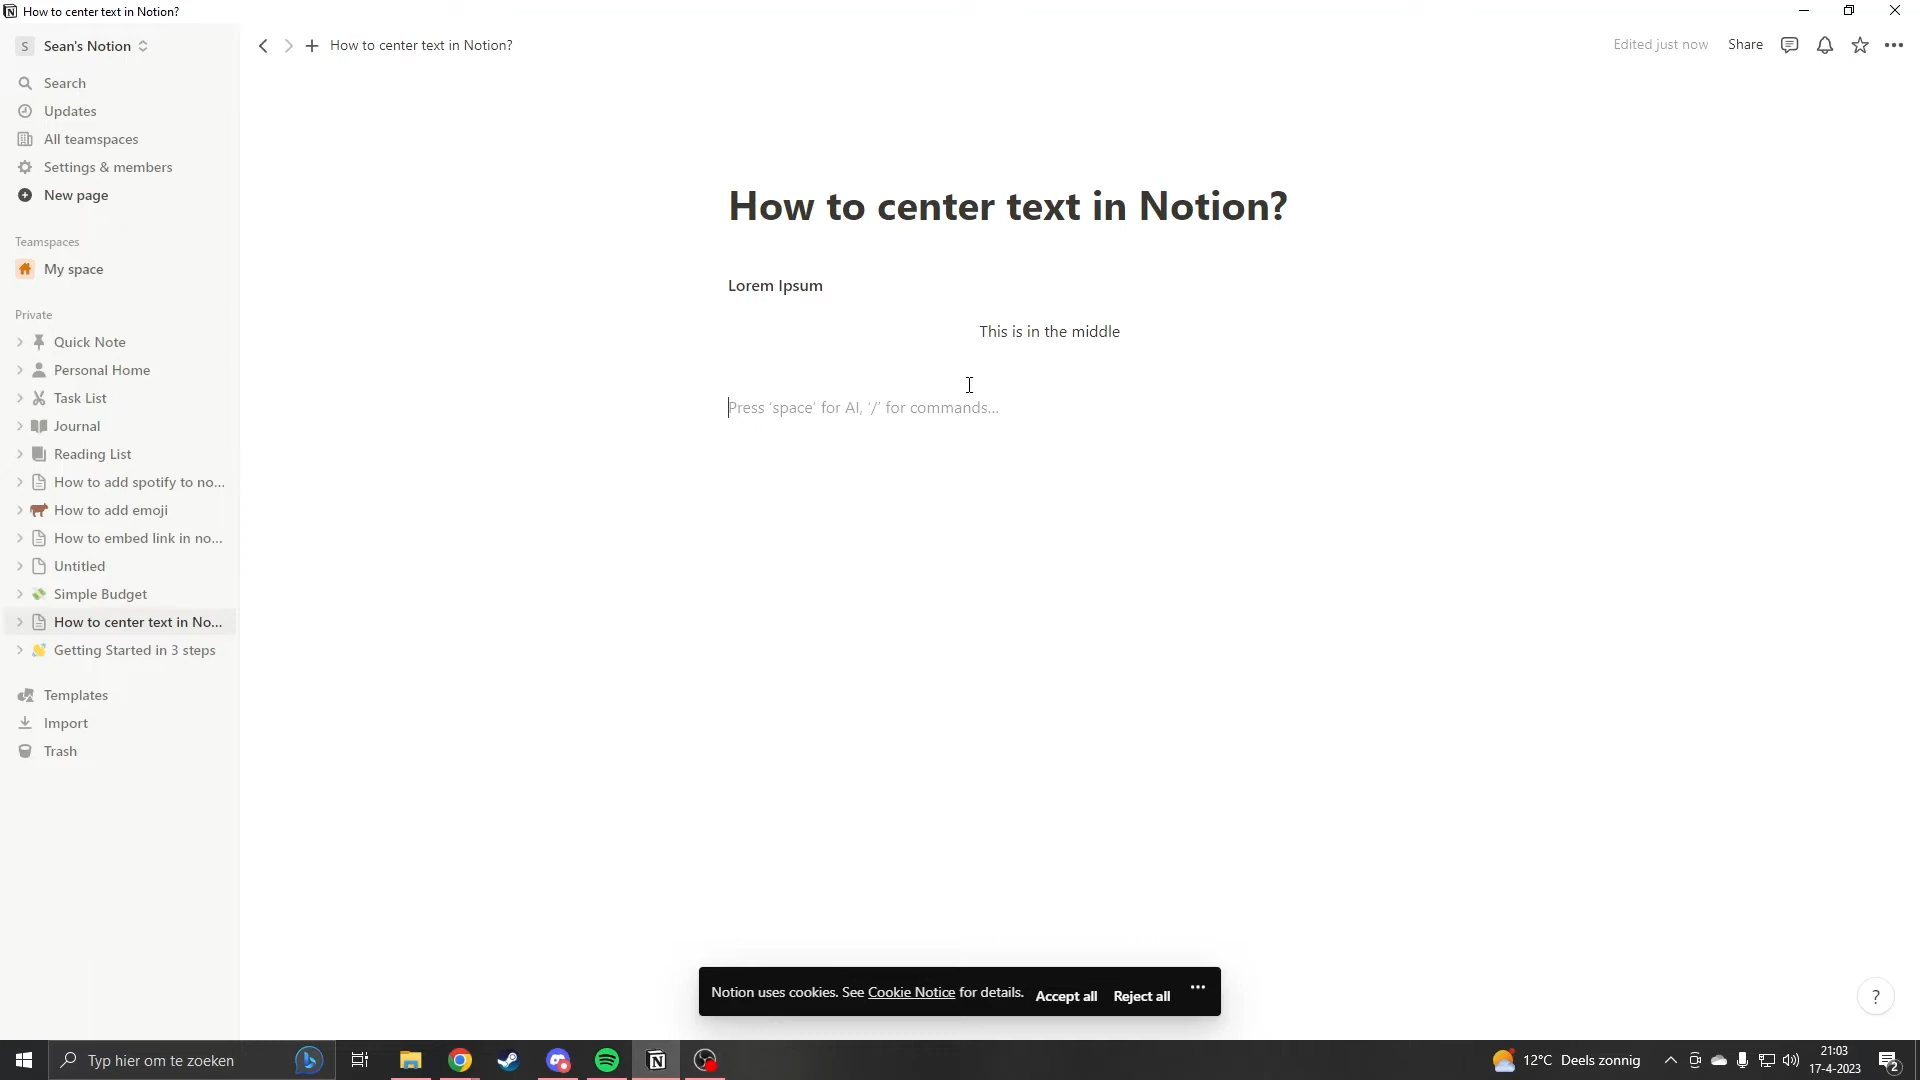 How to center text in Notion?
S Sean's Notion
How to center text in Notion?
Edited just now
Share
Search
Updates
All teamspaces
Settings & members
New page
Teamspaces
My space
Private
Quick Note
Personal Home
Task List
Journal
Reading List
How to add spotify to no...
How to add emoji
How to embed link in no...
Untitled
Simple Budget
How to center text in No...
Getting Started in 3 steps
Templates
Import
Trash
How to center text in Notion?
Lorem Ipsum
This is in the middle
Press 'space' for AI, '/' for commands...
Notion uses cookies. See Cookie Notice for details.
Accept all
Reject all
?
Typ hier om te zoeken
12°C Deels zonnig
21:03
17-4-2023
2